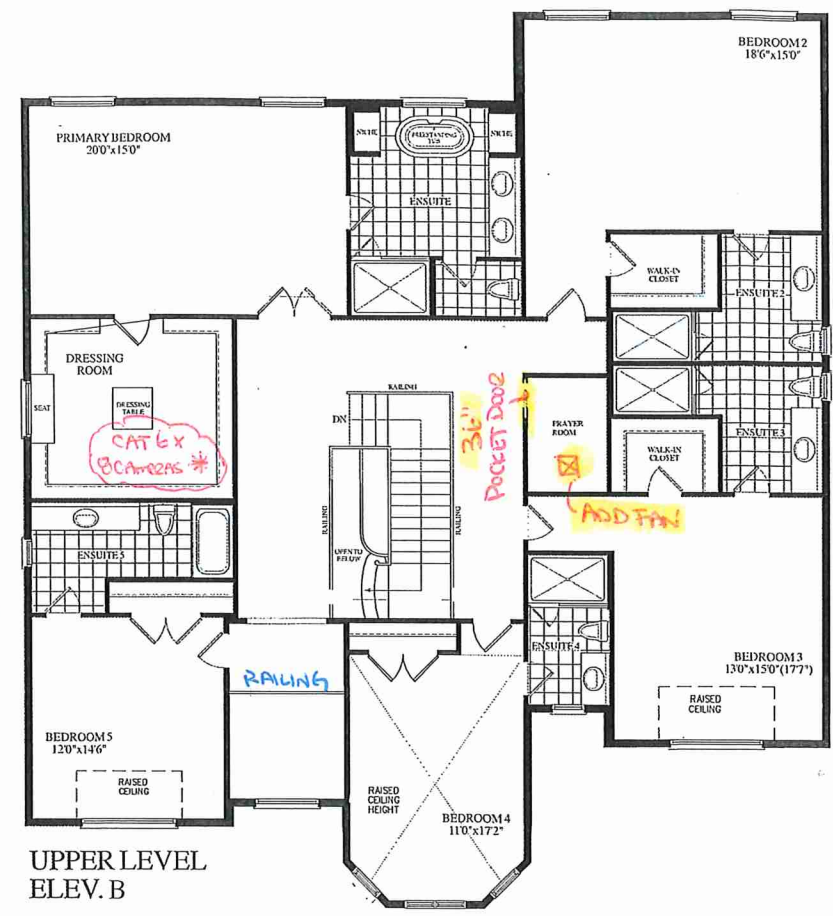 BEDROOM 2
18'6"x15'0"
PRIMARY BEDROOM
20'0"x15'0"
NICHE
FREESTANDING
TUB
NICHE
ENSUITE
WALK-IN
CLOSET
ENSUITE 2
DRESSING
ROOM
SEAT
DRESSING
TABLE
CAT 6 x
8 CAMERAS *
RAILING
DN
36"
POCKET DOOR
PRAYER
ROOM
ADD FAN
WALK-IN
CLOSET
ENSUITE 3
RAILING
OPEN TO
BELOW
RAILING
ENSUITE 5
ENSUITE 4
RAILING
BEDROOM 3
13'0"x15'0"(17'7")
RAISED
CEILING
BEDROOM 5
12'0"x14'6"
RAISED
CEILING
RAISED
CEILING
HEIGHT
BEDROOM 4
11'0"x17'2"
UPPER LEVEL
ELEV. B